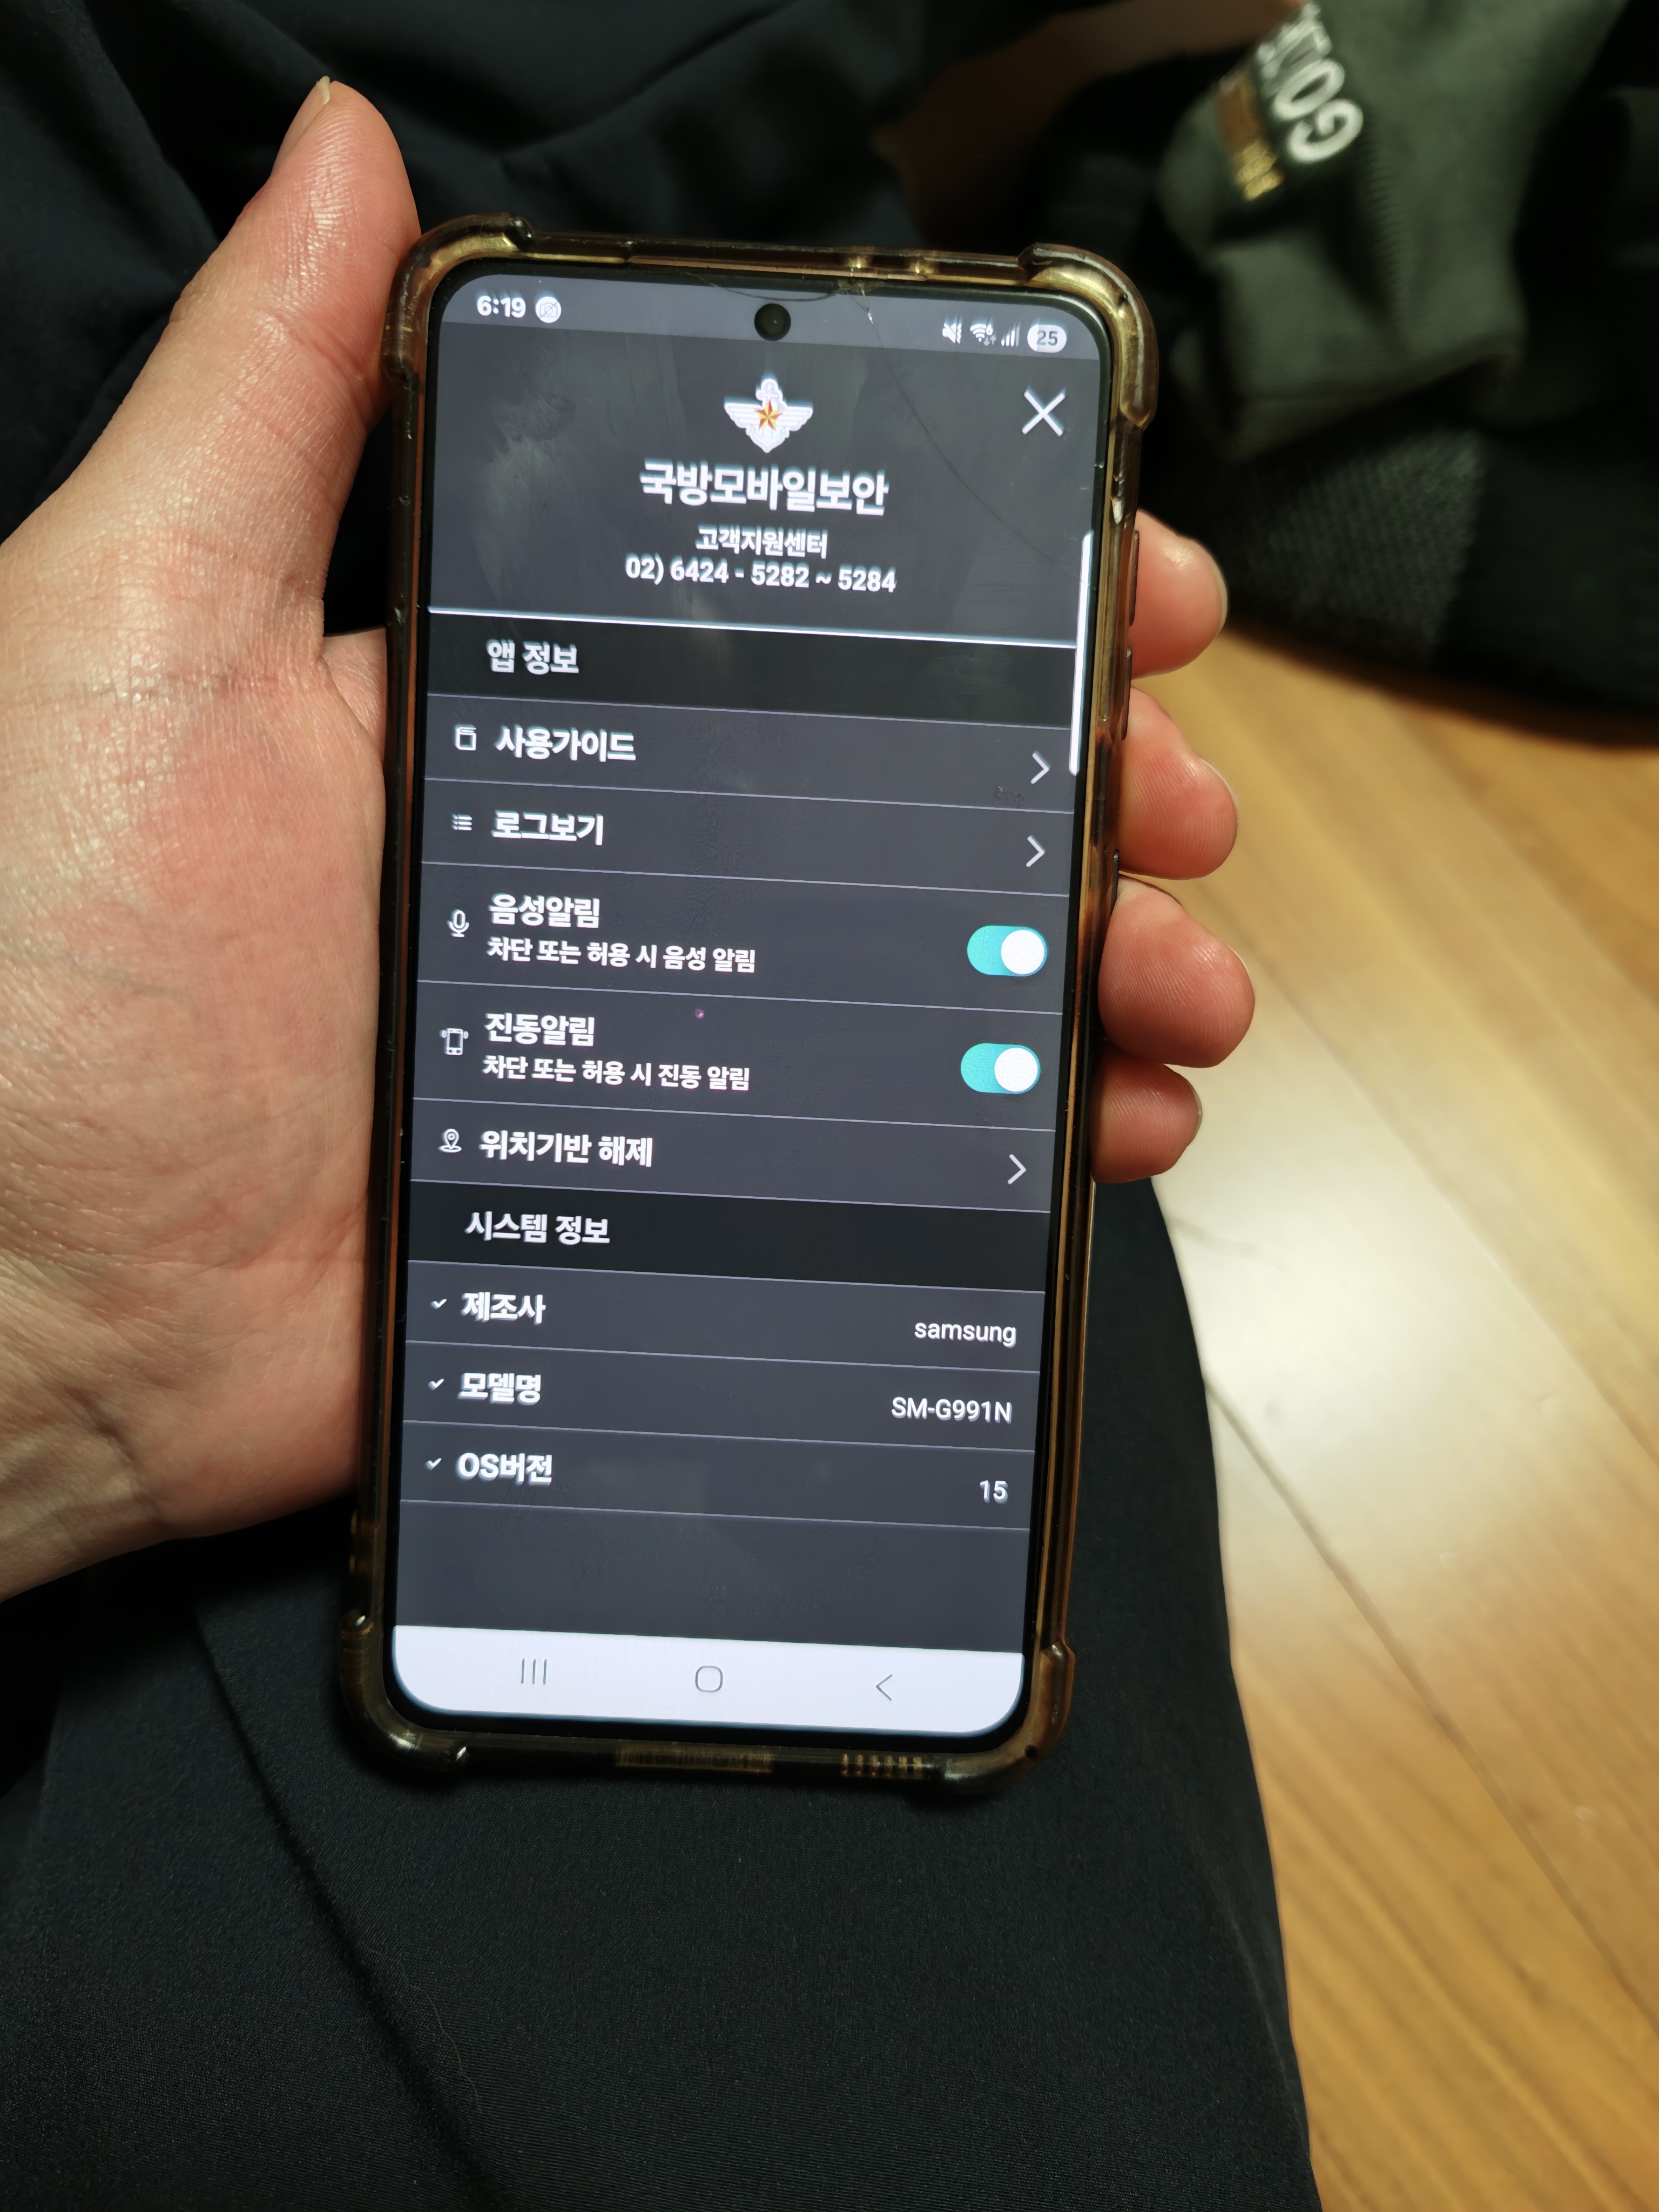 6:19
25
국방모바일보안
고객지원센터
02) 6424 - 5282 ~ 5284
앱 정보
사용가이드
로그보기
음성알림
차단 또는 허용 시 음성 알림
진동알림
차단 또는 허용 시 진동 알림
위치기반 해제
시스템 정보
제조사 samsung
모델명 SM-G991N
OS버전 15